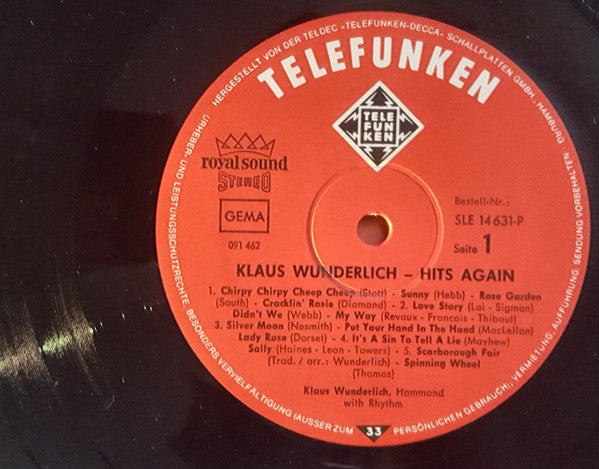 HERGESTELLT VON DER TELDEC »TELEFUNKEN-DECCA« SCHALLPLATTEN GMBH · HAMBURG ·
URHEBER- UND LEISTUNGSSCHUTZRECHTE, BESONDERS VERVIELFÄLTIGUNG (AUSSER ZUM PERSÖNLICHEN GEBRAUCH), VERMIETUNG, AUFFÜHRUNG, SENDUNG VORBEHALTEN.
TELEFUNKEN
TELE
FUN
KEN
royal sound
STEREO
GEMA
091 462
Bestell-Nr.:
SLE 14 631-P
Seite 1
KLAUS WUNDERLICH – HITS AGAIN
1. Chirpy Chirpy Cheep Cheep (Stott) - Sunny (Hebb) - Rose Garden
(South) - Cracklin' Rosie (Diamond) - 2. Love Story (Lai - Sigman)
Didn't We (Webb) - My Way (Revaux - Francois - Thibaut)
3. Silver Moon (Nesmith) - Put Your Hand In the Hand (MacLellon)
Lady Rose (Dorset) - 4. It's A Sin To Tell A Lie (Mayhew)
Sally (Haines - Leon - Towers) - 5. Scarborough Fair
(Trad. / arr.: Wunderlich) - Spinning Wheel
(Thomas)
Klaus Wunderlich, Hammond
with Rhythm
33